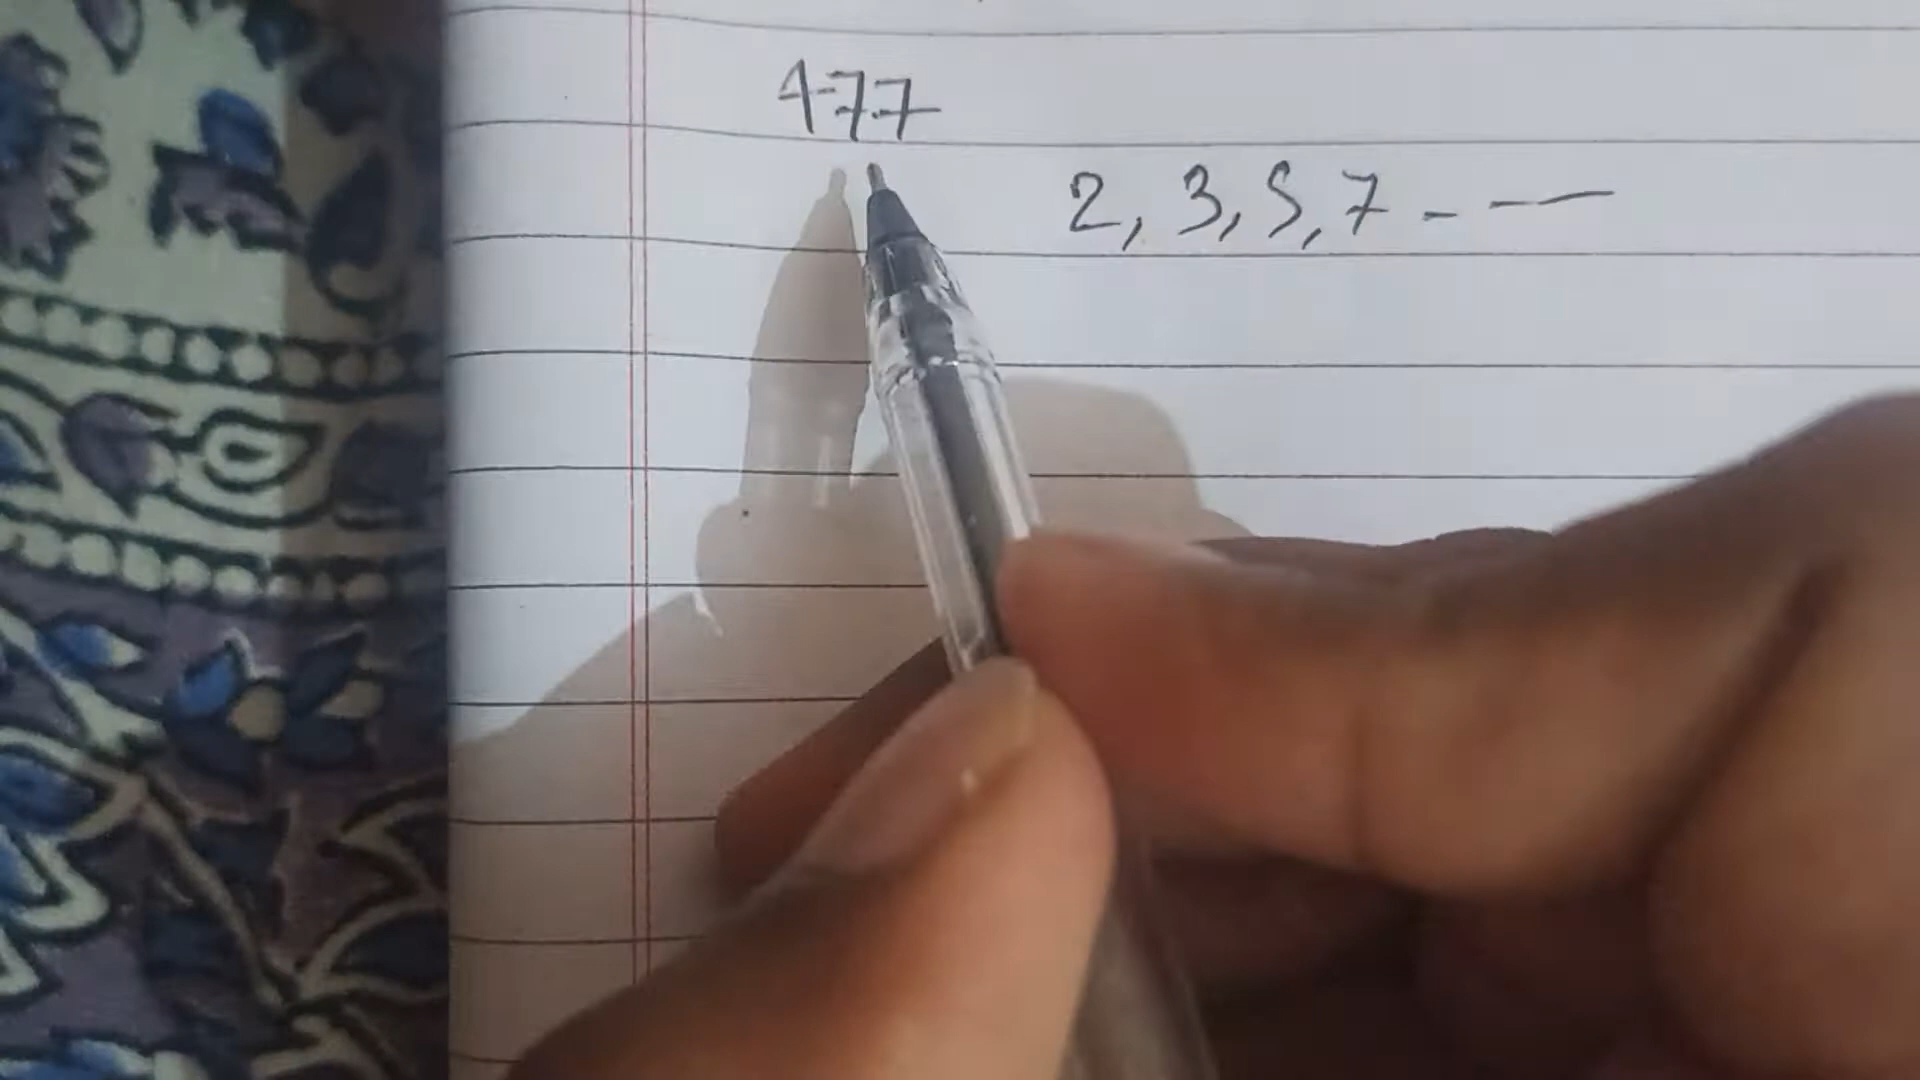 477
2, 3, 5, 7 - —